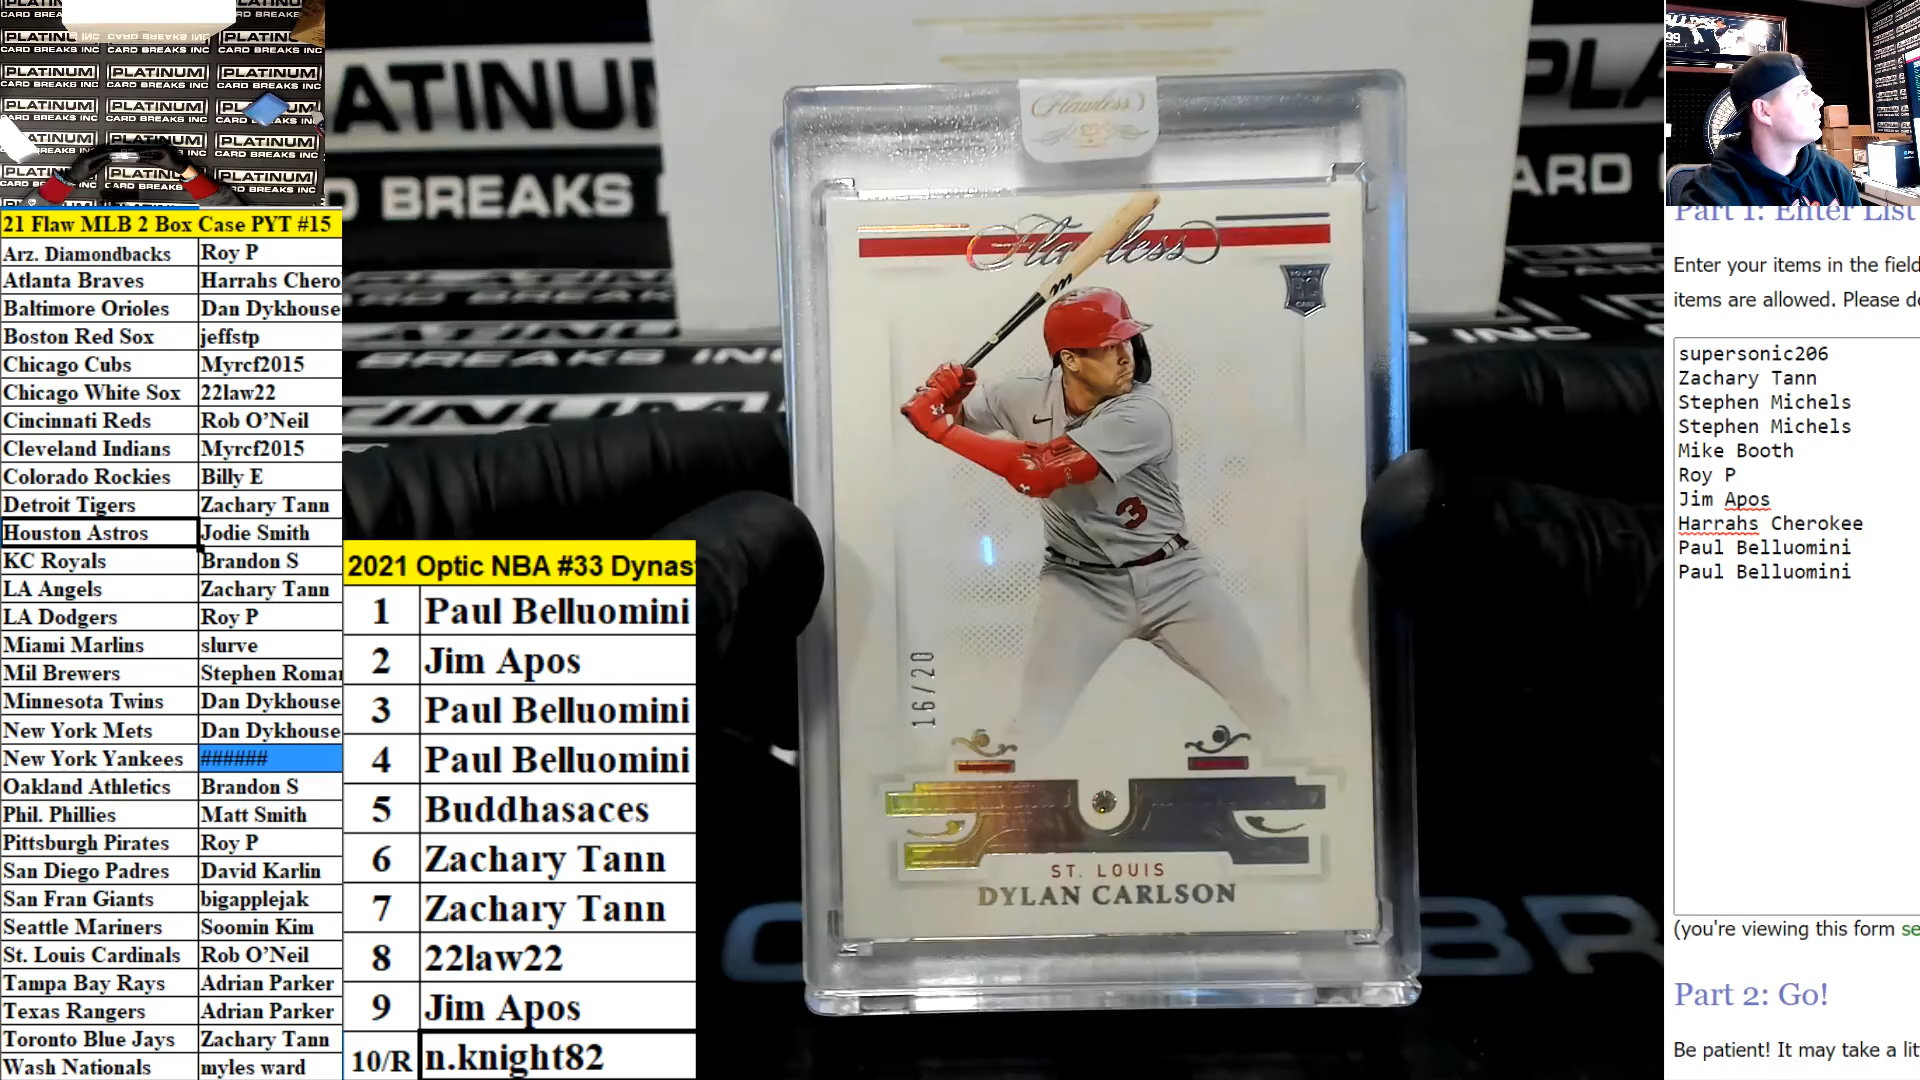 PLATINUM
CARD BREAKS INC
21 Flaw MLB 2 Box Case PYT #15
Arz. Diamondbacks Roy P
Atlanta Braves Harrahs Chero
Baltimore Orioles Dan Dykhouse
Boston Red Sox jeffstp
Chicago Cubs Myrcf2015
Chicago White Sox 22law22
Cincinnati Reds Rob O’Neil
Cleveland Indians Myrcf2015
Colorado Rockies Billy E
Detroit Tigers Zachary Tann
Houston Astros Jodie Smith
KC Royals Brandon S
LA Angels Zachary Tann
LA Dodgers Roy P
Miami Marlins slurve
Mil Brewers Stephen Roma
Minnesota Twins Dan Dykhouse
New York Mets Dan Dykhouse
New York Yankees ######
Oakland Athletics Brandon S
Phil. Phillies Matt Smith
Pittsburgh Pirates Roy P
San Diego Padres David Karlin
San Fran Giants bigapplejak
Seattle Mariners Soomin Kim
St. Louis Cardinals Rob O’Neil
Tampa Bay Rays Adrian Parker
Texas Rangers Adrian Parker
Toronto Blue Jays Zachary Tann
Wash Nationals myles ward
2021 Optic NBA #33 Dynas
1 Paul Belluomini
2 Jim Apos
3 Paul Belluomini
4 Paul Belluomini
5 Buddhasaces
6 Zachary Tann
7 Zachary Tann
8 22law22
9 Jim Apos
10/R n.knight82
Flawless
Flawless
RC
3
16/20
ST. LOUIS
DYLAN CARLSON
Part 1: Enter List
Enter your items in the field
items are allowed. Please do
supersonic206
Zachary Tann
Stephen Michels
Stephen Michels
Mike Booth
Roy P
Jim Apos
Harrahs Cherokee
Paul Belluomini
Paul Belluomini
(you're viewing this form se
Part 2: Go!
Be patient! It may take a lit